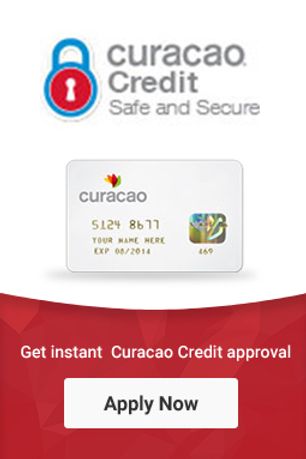 curacao
Credit
Safe and Secure
curacao
5124 8677
YOUR NAME HERE
EXP 08/2014
469
Get instant Curacao Credit approval
Apply Now